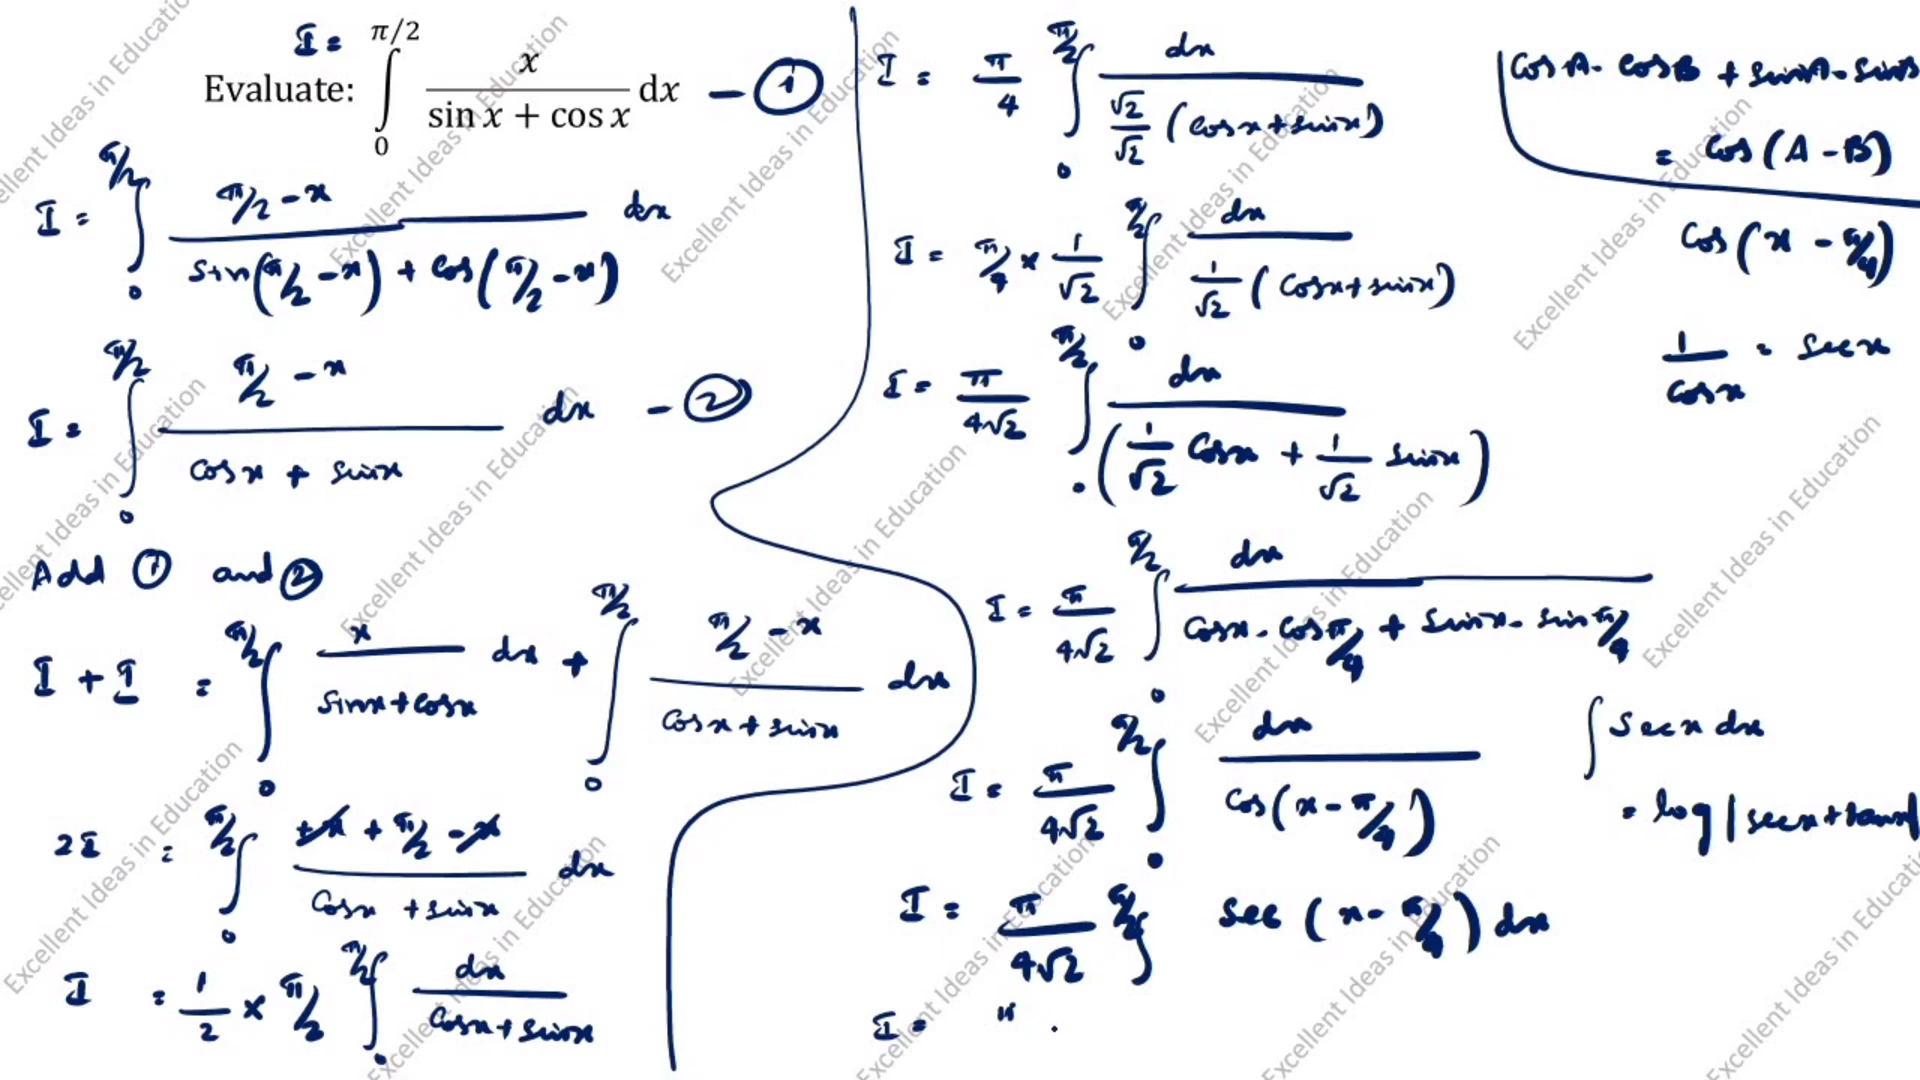 I = ∫₀^{π/2}
Evaluate: ∫₀^{π/2} x / (sin x + cos x) dx — ①
I = ∫₀^{π/2} (π/2 - x) / (sin(π/2 - x) + cos(π/2 - x)) dx
I = ∫₀^{π/2} (π/2 - x) / (cos x + sin x) dx — ②
Add ① and ②
I + I = ∫₀^{π/2} x / (sin x + cos x) dx + ∫₀^{π/2} (π/2 - x) / (cos x + sin x) dx
2I = ∫₀^{π/2} (+x + π/2 - x) / (cos x + sin x) dx
I = 1/2 × π/2 ∫₀^{π/2} dx / (cos x + sin x)
I = π/4 ∫₀^{π/2} dx / (√2/√2 (cos x + sin x))
I = π/4 × 1/√2 ∫₀^{π/2} dx / (1/√2 (cos x + sin x))
I = π/4√2 ∫₀^{π/2} dx / (1/√2 cos x + 1/√2 sin x)
I = π/4√2 ∫₀^{π/2} dx / (cos x · cos π/4 + sin x · sin π/4)
I = π/4√2 ∫₀^{π/2} dx / cos(x - π/4)
I = π/4√2 ∫^{π/2} sec (x - π/4) dx
I =
cos A · cos B + sin A · sin B
= cos (A - B)
cos (x - π/4)
1/cos x = sec x
∫ sec x dx
= log |sec x + tan x|
Excellent Ideas in Education